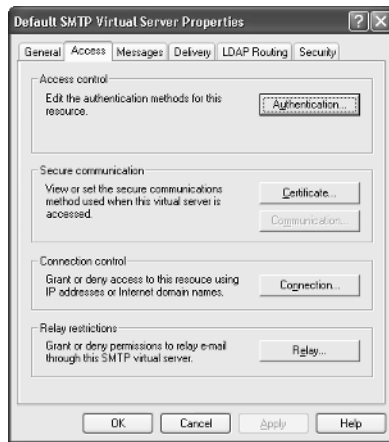 Default SMTP Virtual Server Properties
General Access Messages Delivery LDAP Routing Security
Access control
Edit the authentication methods for this
resource.
Authentication...
Secure communication
View or set the secure communications
method used when this virtual server is
accessed.
Certificate...
Communication...
Connection control
Grant or deny access to this resouce using
IP addresses or Internet domain names.
Connection...
Relay restrictions
Grant or deny permissions to relay e-mail
through this SMTP virtual server.
Relay...
OK Cancel Apply Help